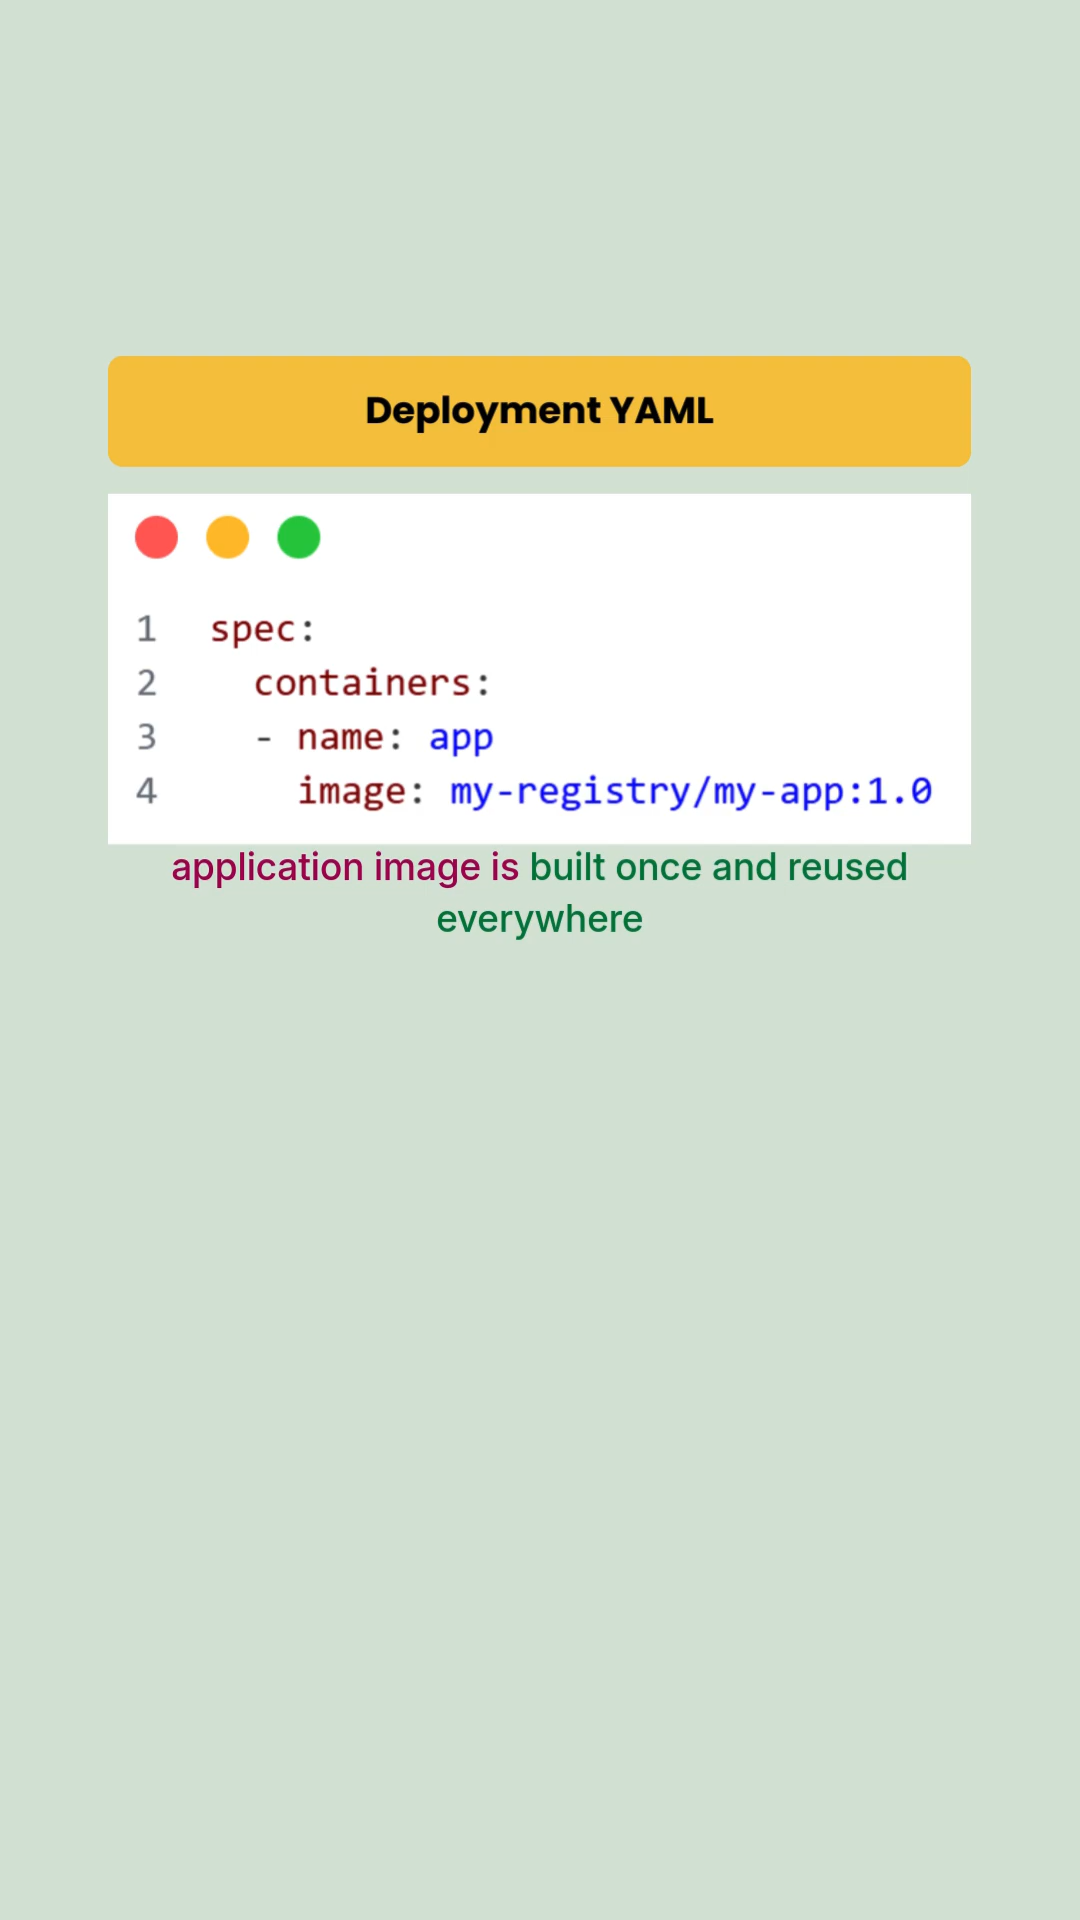 Deployment YAML
1 spec:
2   containers:
3   - name: app
4     image: my-registry/my-app:1.0
application image is built once and reused
everywhere